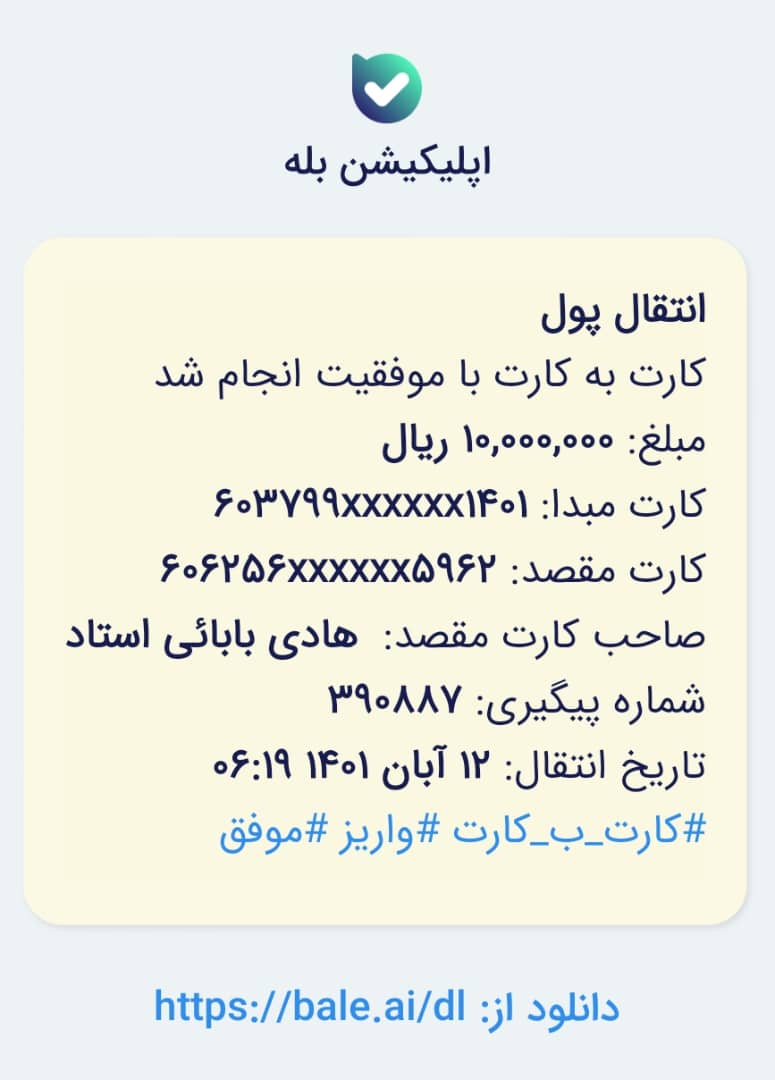 اپلیکیشن بله
انتقال پول
کارت به کارت با موفقیت انجام شد
مبلغ: ۱۰,۰۰۰,۰۰۰ ریال
کارت مبدا: ۶۰۳۷۹۹xxxxxx۱۴۰۱
کارت مقصد: ۶۰۶۲۵۶xxxxxx۵۹۶۲
صاحب کارت مقصد: هادی بابائی استاد
شماره پیگیری: ۳۹۰۸۸۷
تاریخ انتقال: ۱۲ آبان ۱۴۰۱ ۰۶:۱۹
#کارت_ب_کارت #واریز #موفق
دانلود از: https://bale.ai/dl